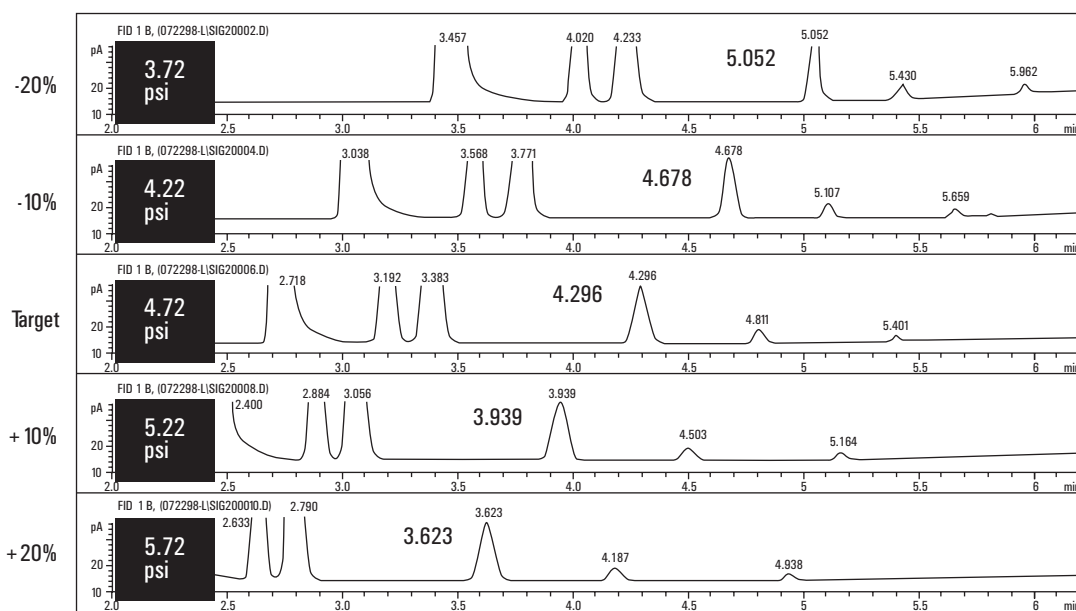 FID 1 B, (072298-L\SIG20002.D)
-20%
3.72
psi
pA
20
10
3.457
4.020
4.233
5.052
5.052
5.430
5.962
2.0 2.5 3.0 3.5 4.0 4.5 5 5.5 6 min
FID 1 B, (072298-L\SIG20004.D)
-10%
4.22
psi
pA
20
10
3.038
3.568
3.771
4.678
4.678
5.107
5.659
2.0 2.5 3.0 3.5 4.0 4.5 5 5.5 6 min
FID 1 B, (072298-L\SIG20006.D)
Target
4.72
psi
pA
20
10
2.718
3.192
3.383
4.296
4.296
4.811
5.401
2.0 2.5 3.0 3.5 4.0 4.5 5 5.5 6 min
FID 1 B, (072298-L\SIG20008.D)
+ 10%
5.22
psi
pA
20
10
2.400
2.884
3.056
3.939
3.939
4.503
5.164
2.0 2.5 3.0 3.5 4.0 4.5 5 5.5 6 min
FID 1 B, (072298-L\SIG200010.D)
+ 20%
5.72
psi
pA
20
10
2.633
2.790
3.623
3.623
4.187
4.938
2.0 2.5 3.0 3.5 4.0 4.5 5 5.5 6 min